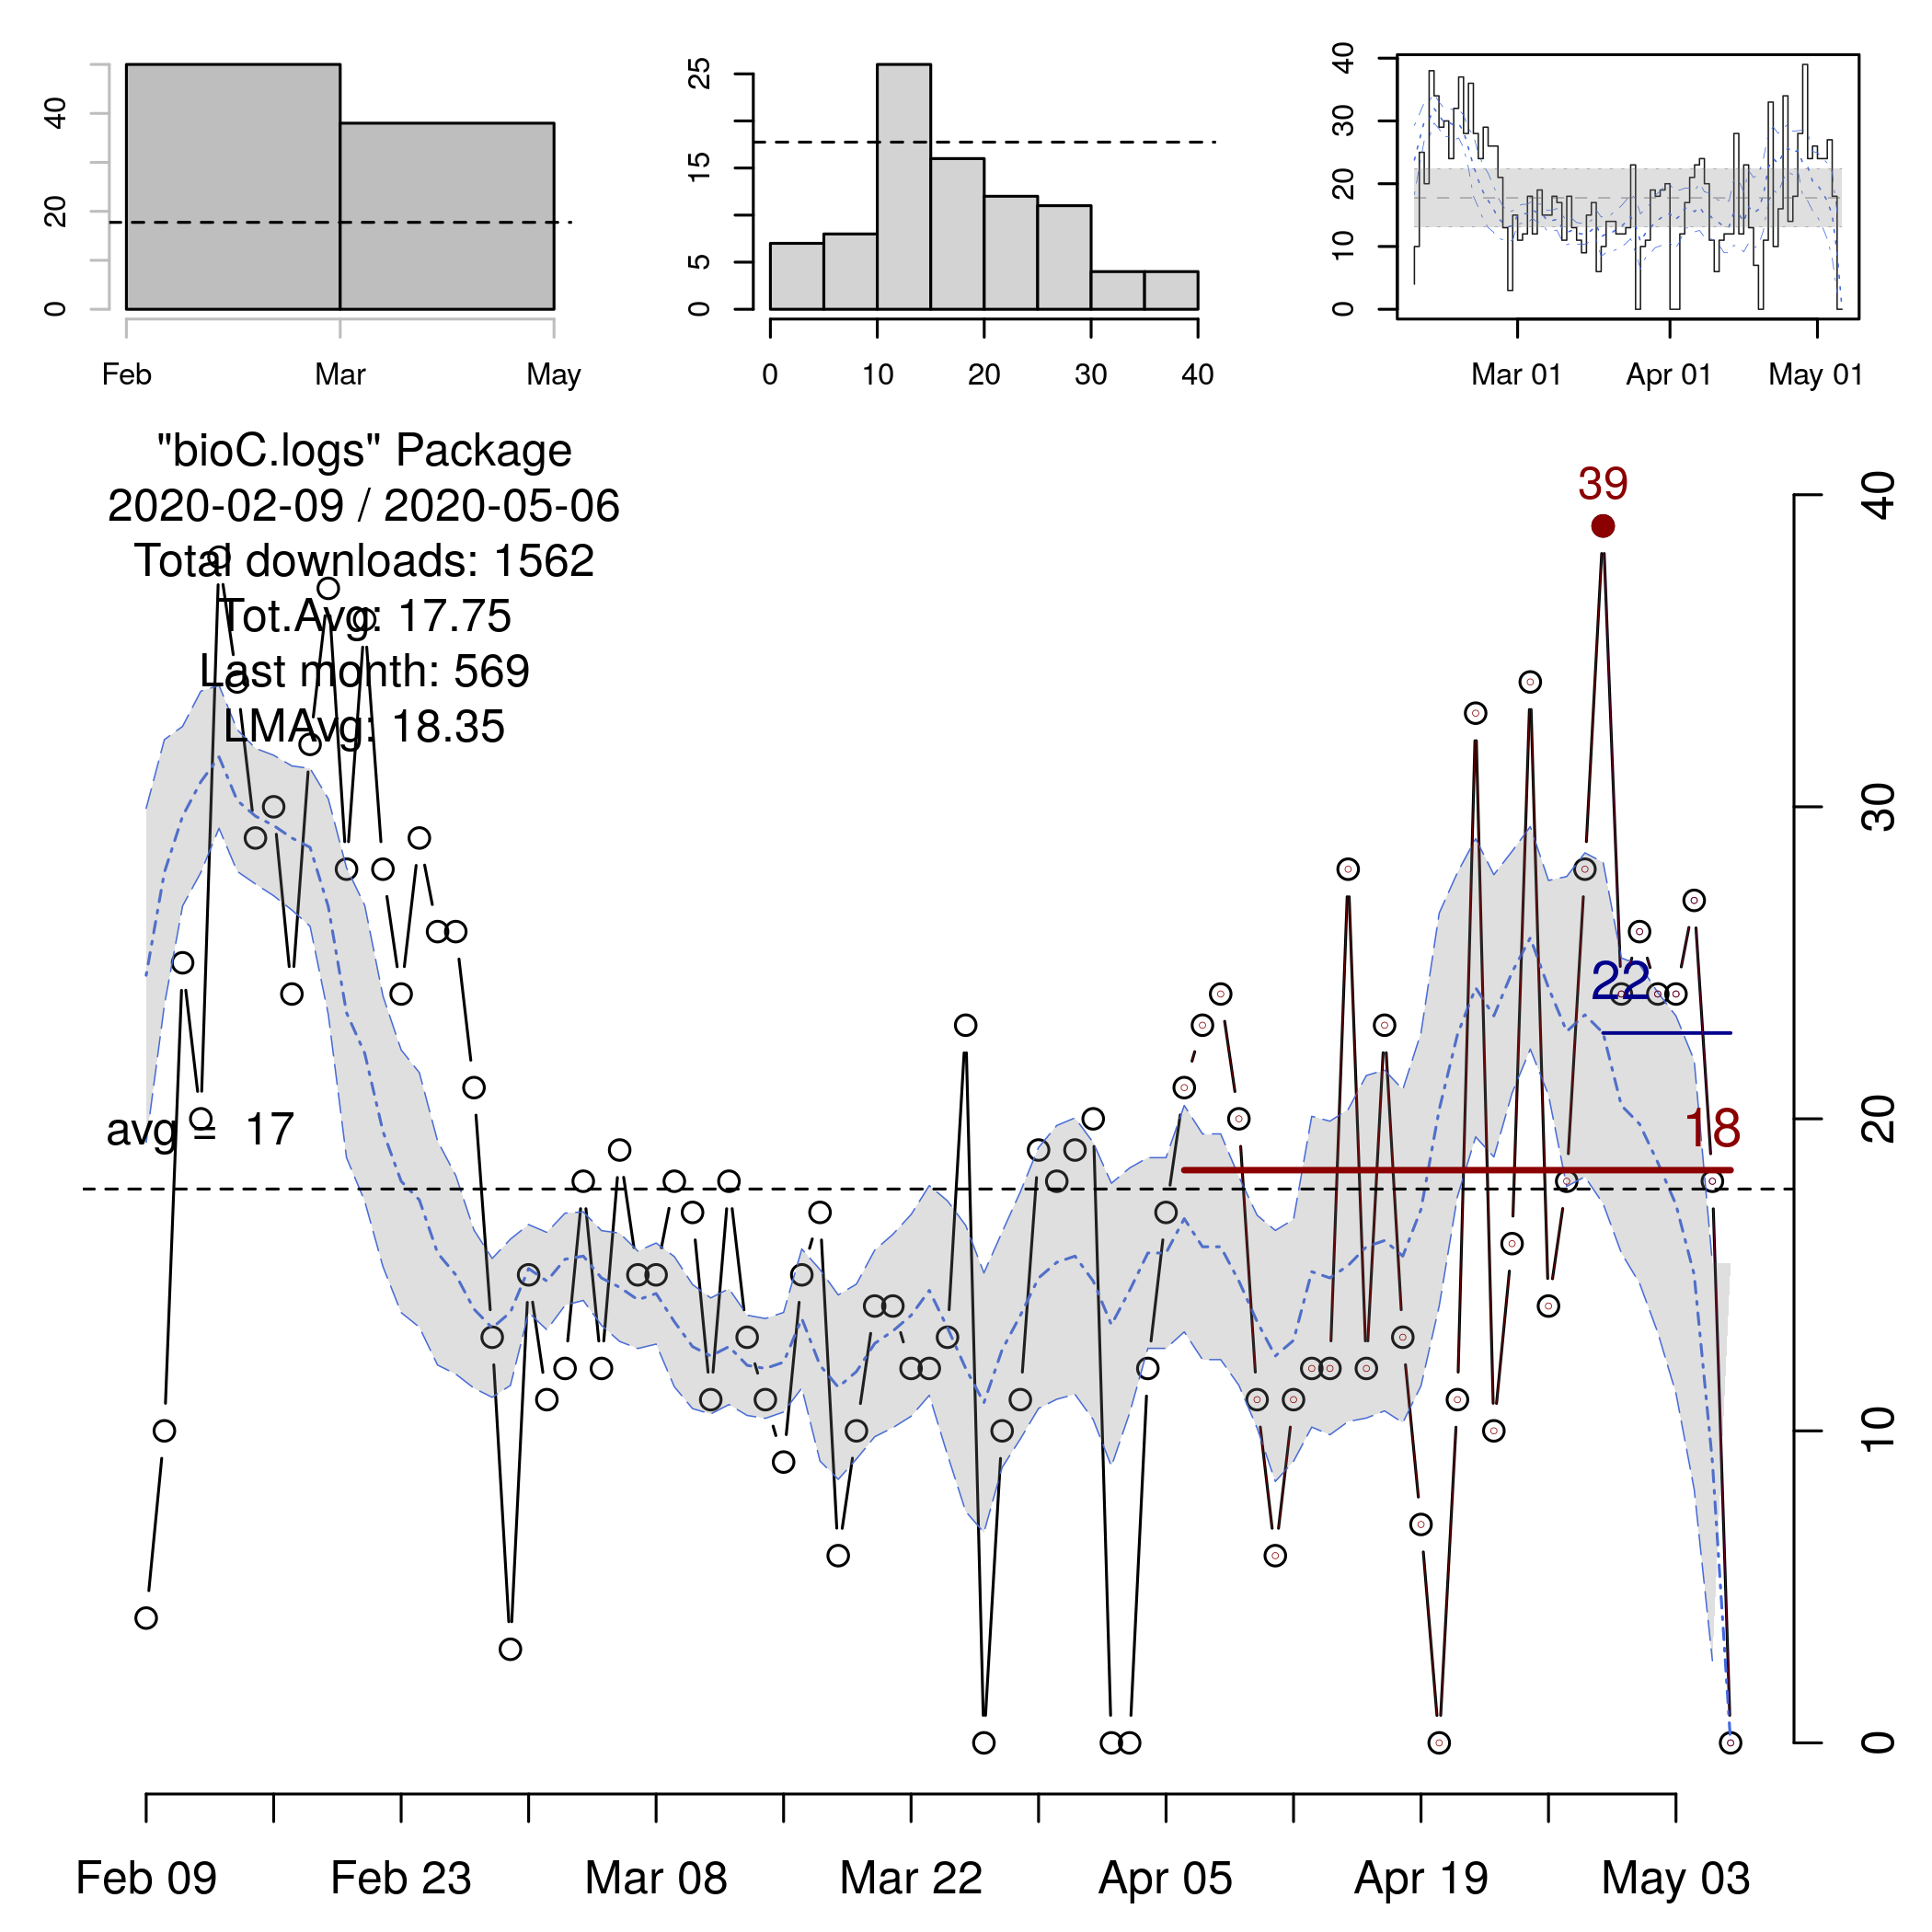 0 20 40
Feb Mar May
0 5 15 25
0 10 20 30 40
0 10 20 30 40
Mar 01 Apr 01 May 01
"bioC.logs" Package
2020-02-09 / 2020-05-06
Total downloads: 1562
Tot.Avg: 17.75
Last month: 569
LMAvg: 18.35
39
22
18
avg = 17
0 10 20 30 40
Feb 09 Feb 23 Mar 08 Mar 22 Apr 05 Apr 19 May 03